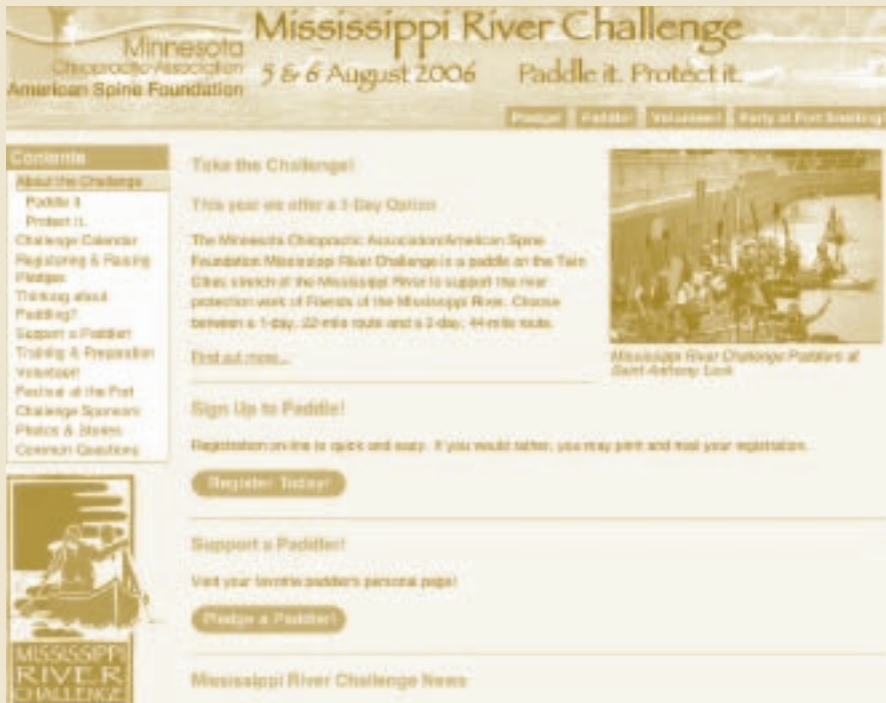 Minnesota
Chiropractic Association
American Spine Foundation
Mississippi River Challenge
5 & 6 August 2006 Paddle it. Protect it.
Pledge! Paddle! Volunteer! Party at Fort Snelling
Contents
About the Challenge
Paddle it.
Protect it.
Challenge Calendar
Registering & Raising
Pledges
Thinking about
Paddling?
Support a Paddler!
Training & Preparation
Volunteer!
Festival at the Fort
Challenge Sponsors
Photos & Stories
Common Questions
MISSISSIPPI
RIVER
CHALLENGE
Take the Challenge!
This year we offer a 1-Day Option
The Minnesota Chiropractic Association/American Spine
Foundation Mississippi River Challenge is a paddle on the Twin
Cities stretch of the Mississippi River to support the river
protection work of Friends of the Mississippi River. Choose
between a 1-day, 22-mile route and a 2-day, 44-mile route.
Find out more...
Mississippi River Challenge Paddlers at
Saint Anthony Lock
Sign Up to Paddle!
Registration on-line is quick and easy. If you would rather, you may print and mail your registration.
Register Today!
Support a Paddler!
Visit your favorite paddler's personal page!
Pledge a Paddler!
Mississippi River Challenge News